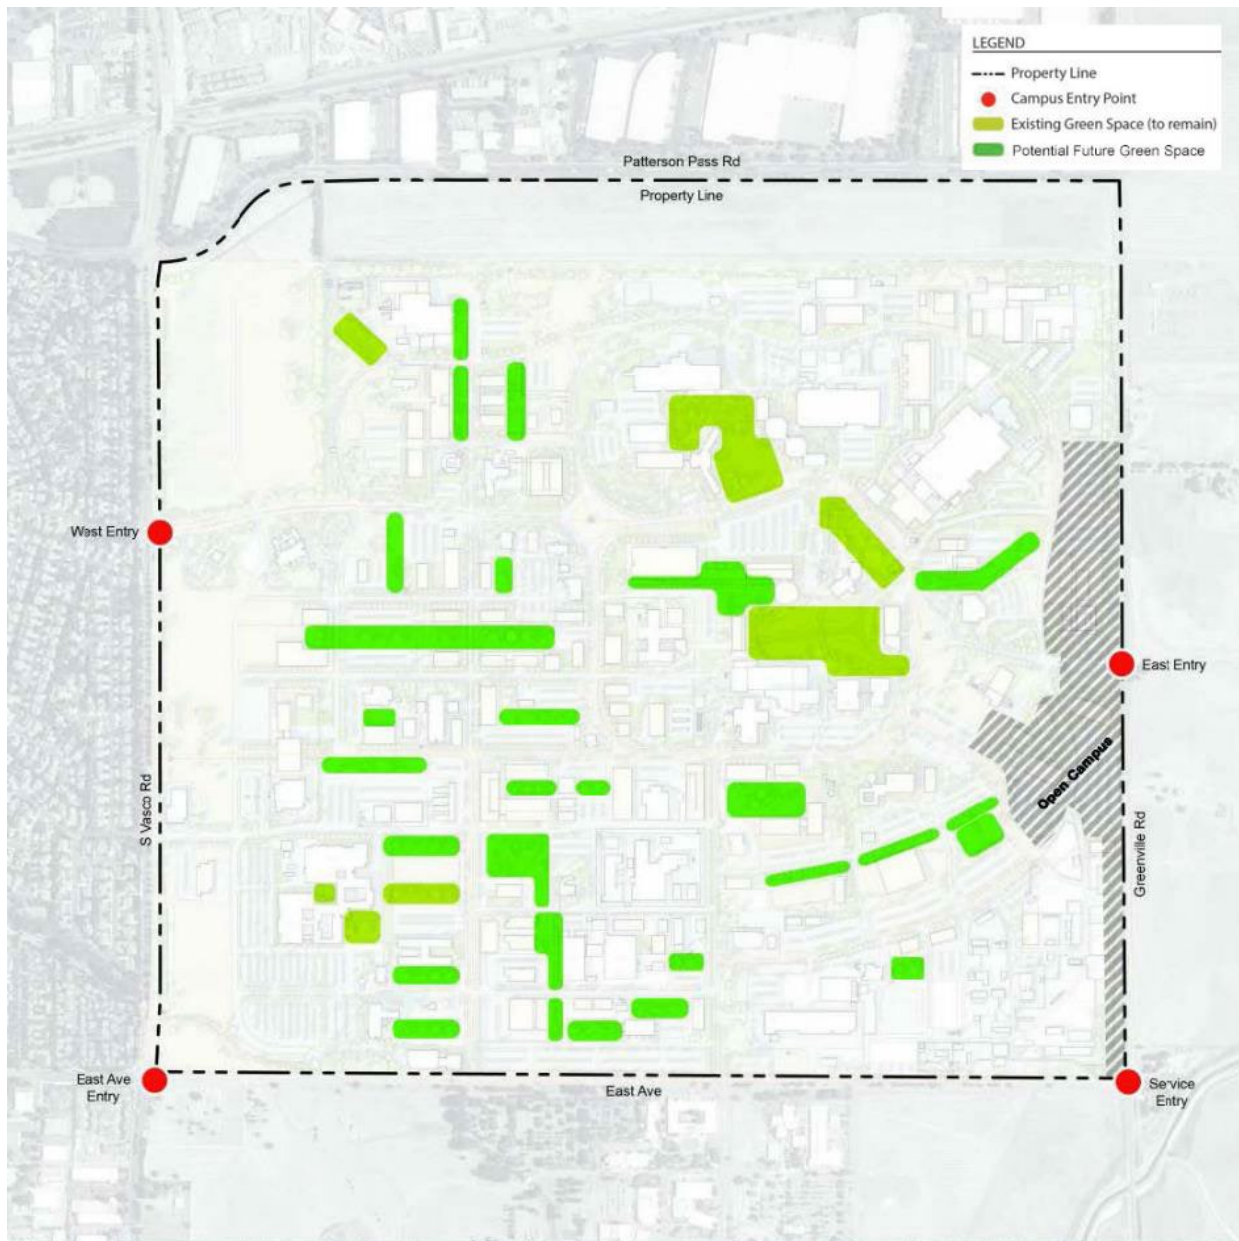 LEGEND
Property Line
Campus Entry Point
Existing Green Space (to remain)
Potential Future Green Space
Patterson Pass Rd
Property Line
West Entry
East Entry
Open Campus
S Vasco Rd
Greenville Rd
East Ave
Entry
East Ave
Service
Entry